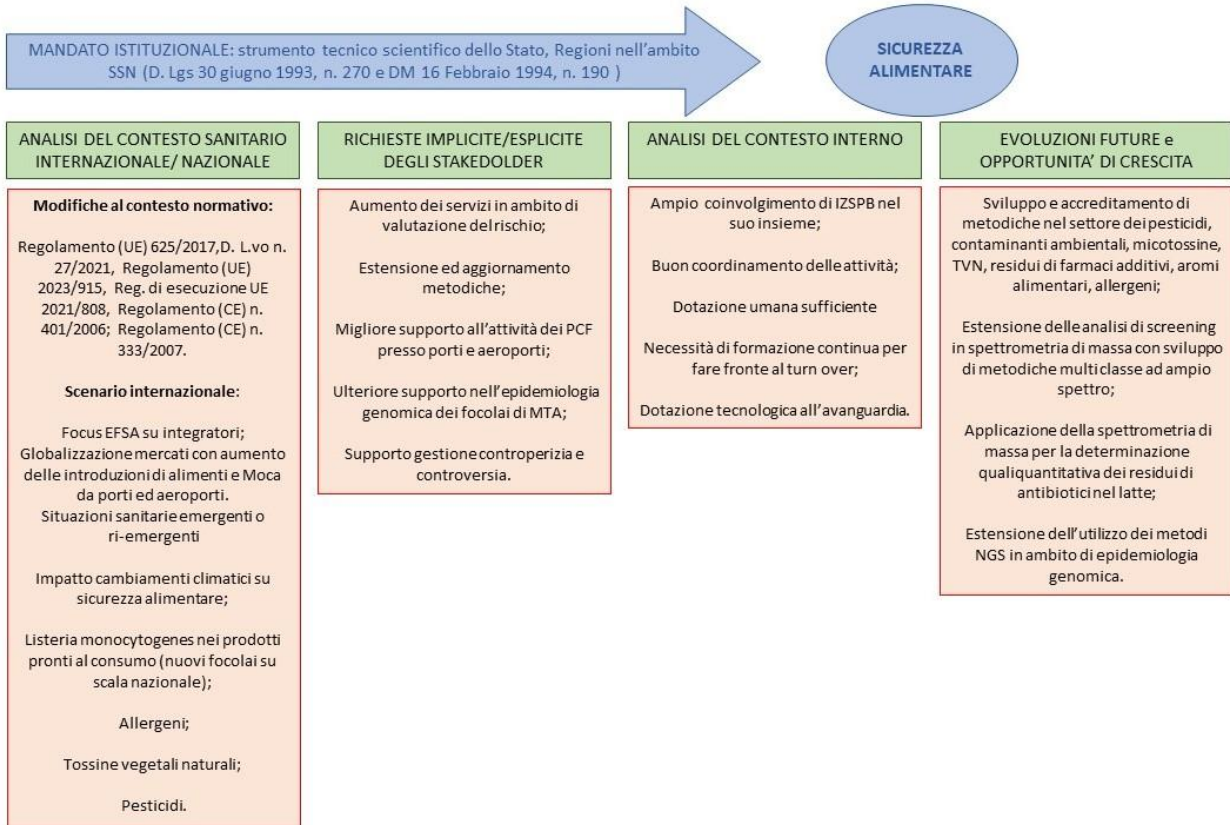 MANDATO ISTITUZIONALE: strumento tecnico scientifico dello Stato, Regioni nell'ambito
SSN (D. Lgs 30 giugno 1993, n. 270 e DM 16 Febbraio 1994, n. 190 )
SICUREZZA
ALIMENTARE
ANALISI DEL CONTESTO SANITARIO
INTERNAZIONALE/ NAZIONALE
Modifiche al contesto normativo:
Regolamento (UE) 625/2017,D. L.vo n.
27/2021, Regolamento (UE)
2023/915, Reg. di esecuzione UE
2021/808, Regolamento (CE) n.
401/2006; Regolamento (CE) n.
333/2007.
Scenario internazionale:
Focus EFSA su integratori;
Globalizzazione mercati con aumento
delle introduzioni di alimenti e Moca
da porti ed aeroporti.
Situazioni sanitarie emergenti o
ri-emergenti
Impatto cambiamenti climatici su
sicurezza alimentare;
Listeria monocytogenes nei prodotti
pronti al consumo (nuovi focolai su
scala nazionale);
Allergeni;
Tossine vegetali naturali;
Pesticidi.
RICHIESTE IMPLICITE/ESPLICITE
DEGLI STAKEDOLDER
Aumento dei servizi in ambito di
valutazione del rischio;
Estensione ed aggiornamento
metodiche;
Migliore supporto all'attività dei PCF
presso porti e aeroporti;
Ulteriore supporto nell'epidemiologia
genomica dei focolai di MTA;
Supporto gestione controperizia e
controversia.
ANALISI DEL CONTESTO INTERNO
Ampio coinvolgimento di IZSPB nel
suo insieme;
Buon coordinamento delle attività;
Dotazione umana sufficiente
Necessità di formazione continua per
fare fronte al turn over;
Dotazione tecnologica all'avanguardia.
EVOLUZIONI FUTURE e
OPPORTUNITA' DI CRESCITA
Sviluppo e accreditamento di
metodiche nel settore dei pesticidi,
contaminanti ambientali, micotossine,
TVN, residui di farmaci additivi, aromi
alimentari, allergeni;
Estensione delle analisi di screening
in spettrometria di massa con sviluppo
di metodiche multi classe ad ampio
spettro;
Applicazione della spettrometria di
massa per la determinazione
qualiquantitativa dei residui di
antibiotici nel latte;
Estensione dell'utilizzo dei metodi
NGS in ambito di epidemiologia
genomica.